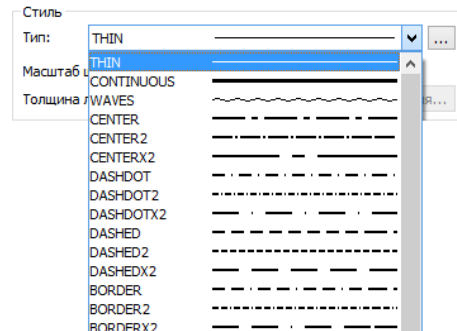 Стиль
Тип: THIN ...
THIN
Масштаб
CONTINUOUS
Толщина WAVES
CENTER
CENTER2
CENTERX2
DASHDOT
DASHDOT2
DASHDOTX2
DASHED
DASHED2
DASHEDX2
BORDER
BORDER2
BORDERX2